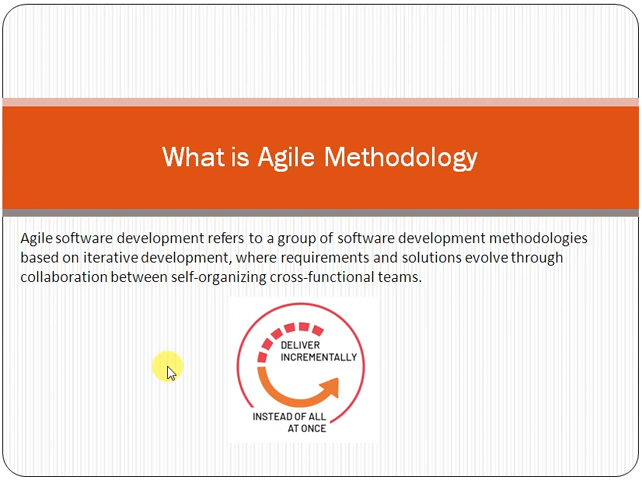 What is Agile Methodology
Agile software development refers to a group of software development methodologies
based on iterative development, where requirements and solutions evolve through
collaboration between self-organizing cross-functional teams.
DELIVER
INCREMENTALLY
INSTEAD OF ALL
AT ONCE